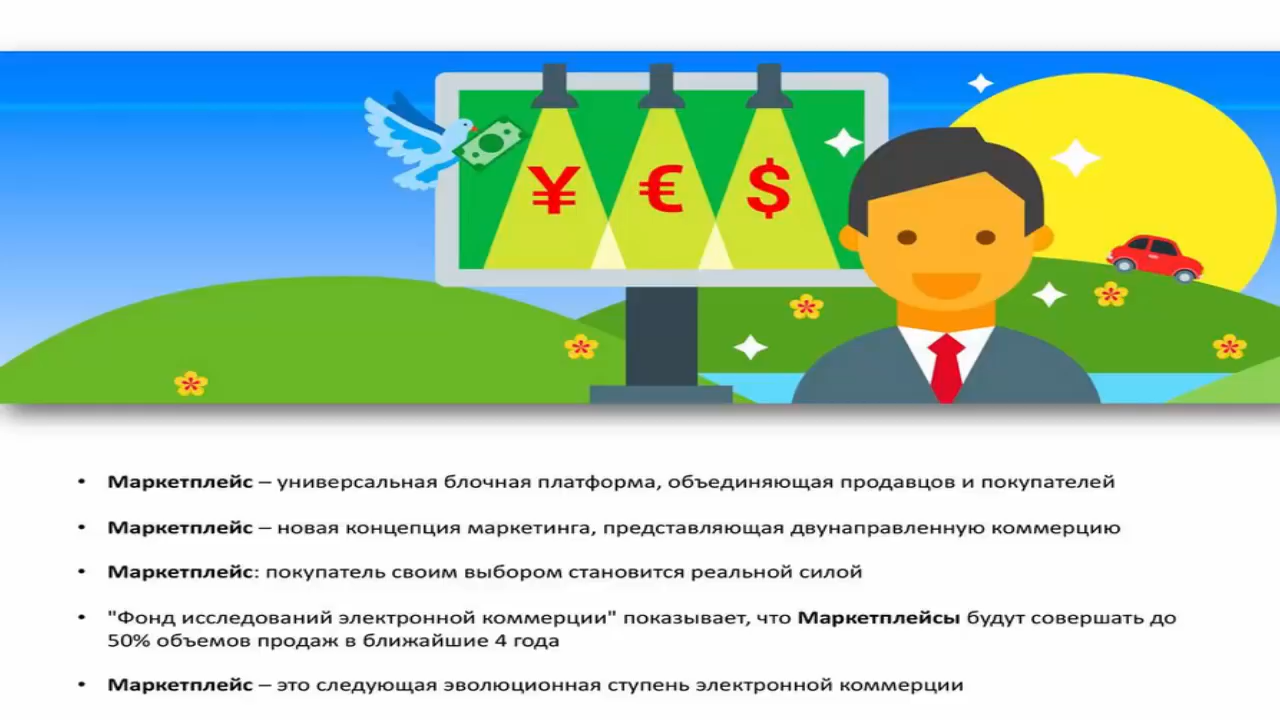 ¥ € $
• Маркетплейс – универсальная блочная платформа, объединяющая продавцов и покупателей
• Маркетплейс – новая концепция маркетинга, представляющая двунаправленную коммерцию
• Маркетплейс: покупатель своим выбором становится реальной силой
• "Фонд исследований электронной коммерции" показывает, что Маркетплейсы будут совершать до
50% объемов продаж в ближайшие 4 года
• Маркетплейс – это следующая эволюционная ступень электронной коммерции